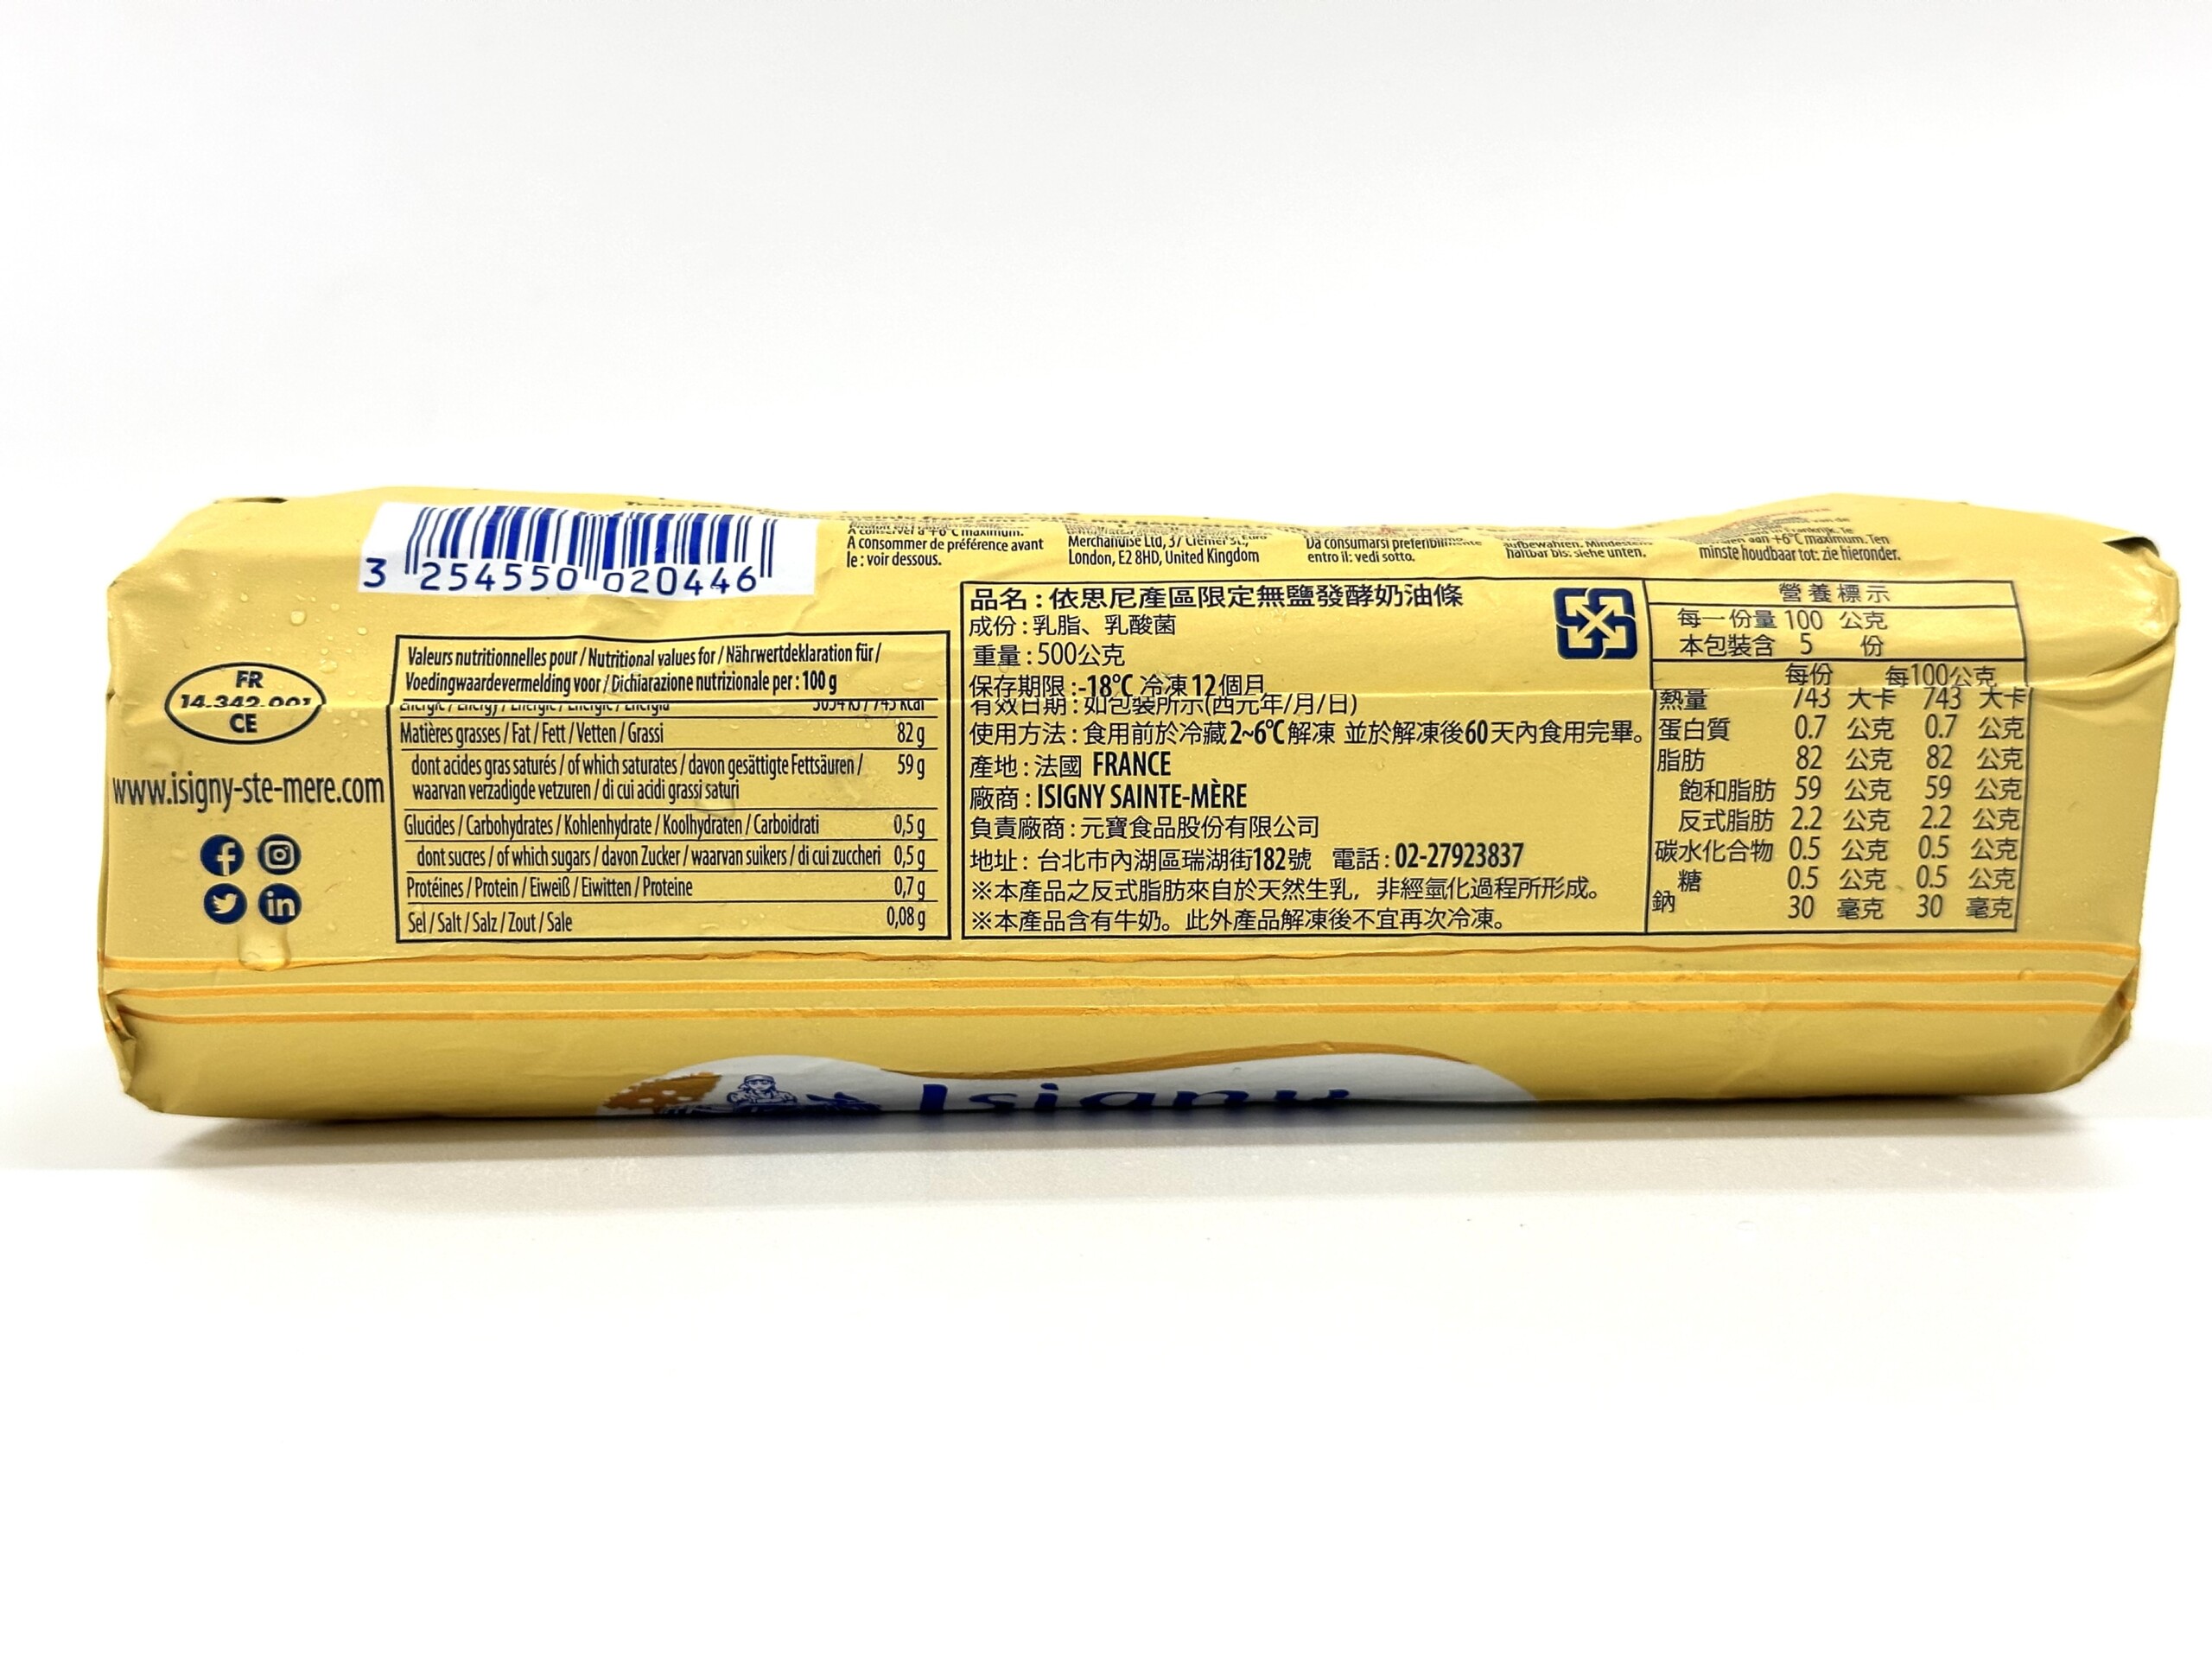 3 254550 020446
A consommer de préférence avant
le : voir dessous.
Merchandise Ltd, 37 Cremer St.,
London, E2 8HD, United Kingdom
Da consumarsi
entro il: vedi sotto.
aufbewahren.
haltbar bis: siehe unten.
aan +6°C maximum. Ten
minste houdbaar tot: zie hieronder.
FR
14.342.001
CE
www.isigny-ste-mere.com
Valeurs nutritionnelles pour / Nutritional values for / Nährwertdeklaration für /
Voedingwaardevermelding voor / Dichiarazione nutrizionale per : 100 g
Matières grasses / Fat / Fett / Vetten / Grassi 82 g
dont acides gras saturés / of which saturates / davon gesättigte Fettsäuren / 59 g
waarvan verzadigde vetzuren / di cui acidi grassi saturi
Glucides / Carbohydrates / Kohlenhydrate / Koolhydraten / Carboidrati 0,5 g
dont sucres / of which sugars / davon Zucker / waarvan suikers / di cui zuccheri 0,5 g
Protéines / Protein / Eiweiß / Eiwitten / Proteine 0,7 g
Sel / Salt / Salz / Zout / Sale 0,08 g
品名：依思尼產區限定無鹽發酵奶油條
成份：乳脂、乳酸菌
重量：500公克
保存期限：-18℃ 冷凍12個月
有效日期：如包裝所示(西元年/月/日)
使用方法：食用前於冷藏2~6℃解凍 並於解凍後60天內食用完畢。
產地：法國 FRANCE
廠商：ISIGNY SAINTE-MÈRE
負責廠商：元寶食品股份有限公司
地址：台北市內湖區瑞湖街182號 電話：02-27923837
※本產品之反式脂肪來自於天然生乳，非經氫化過程所形成。
※本產品含有牛奶。此外產品解凍後不宜再次冷凍。
營養標示
每一份量 100 公克
本包裝含 5 份
每份 每100公克
熱量 743 大卡 743 大卡
蛋白質 0.7 公克 0.7 公克
脂肪 82 公克 82 公克
飽和脂肪 59 公克 59 公克
反式脂肪 2.2 公克 2.2 公克
碳水化合物 0.5 公克 0.5 公克
糖 0.5 公克 0.5 公克
鈉 30 毫克 30 毫克
Isigny